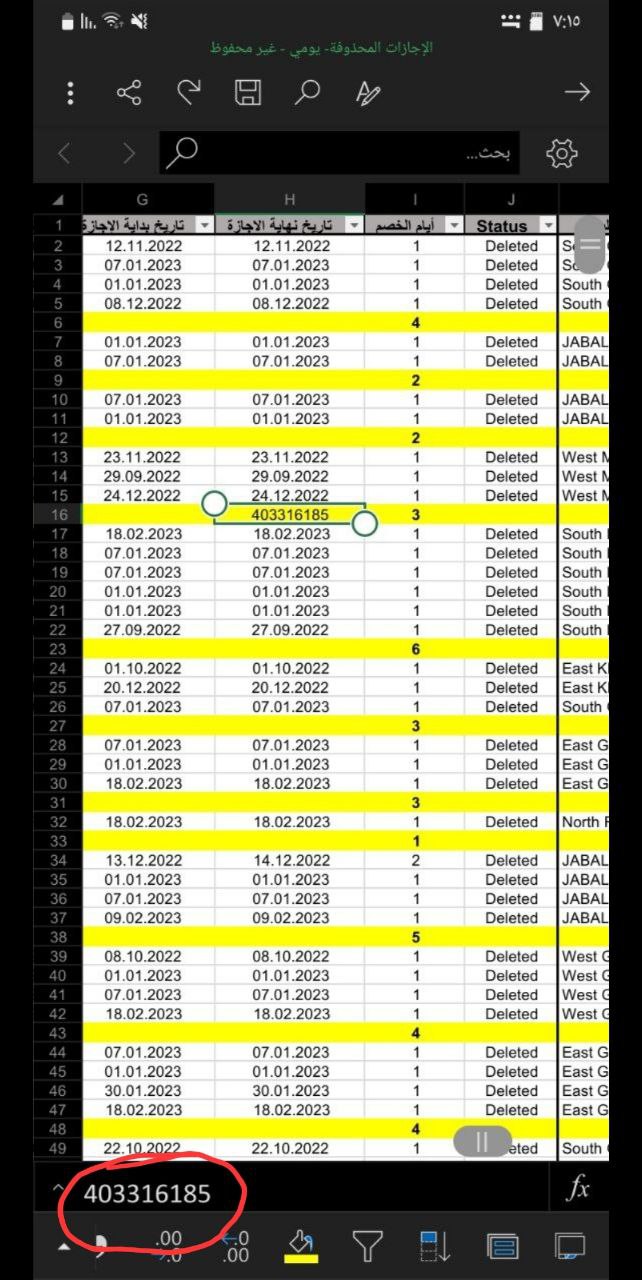 ٧:١٥
الإجازات المحذوفة- يومي - غير محفوظ
بحث...
G H I J
1 تاريخ بداية الاجازة تاريخ نهاية الاجازة أيام الخصم Status
2 12.11.2022 12.11.2022 1 Deleted
3 07.01.2023 07.01.2023 1 Deleted
4 01.01.2023 01.01.2023 1 Deleted South
5 08.12.2022 08.12.2022 1 Deleted South
6 4
7 01.01.2023 01.01.2023 1 Deleted JABAL
8 07.01.2023 07.01.2023 1 Deleted JABAL
9 2
10 07.01.2023 07.01.2023 1 Deleted JABAL
11 01.01.2023 01.01.2023 1 Deleted JABAL
12 2
13 23.11.2022 23.11.2022 1 Deleted West
14 29.09.2022 29.09.2022 1 Deleted West
15 24.12.2022 24.12.2022 1 Deleted West
16 403316185 3
17 18.02.2023 18.02.2023 1 Deleted South
18 07.01.2023 07.01.2023 1 Deleted South
19 07.01.2023 07.01.2023 1 Deleted South
20 01.01.2023 01.01.2023 1 Deleted South
21 01.01.2023 01.01.2023 1 Deleted South
22 27.09.2022 27.09.2022 1 Deleted South
23 6
24 01.10.2022 01.10.2022 1 Deleted East
25 20.12.2022 20.12.2022 1 Deleted East
26 07.01.2023 07.01.2023 1 Deleted South
27 3
28 07.01.2023 07.01.2023 1 Deleted East G
29 01.01.2023 01.01.2023 1 Deleted East G
30 18.02.2023 18.02.2023 1 Deleted East G
31 3
32 18.02.2023 18.02.2023 1 Deleted North
33 1
34 13.12.2022 14.12.2022 2 Deleted JABAL
35 01.01.2023 01.01.2023 1 Deleted JABAL
36 07.01.2023 07.01.2023 1 Deleted JABAL
37 09.02.2023 09.02.2023 1 Deleted JABAL
38 5
39 08.10.2022 08.10.2022 1 Deleted West G
40 01.01.2023 01.01.2023 1 Deleted West G
41 07.01.2023 07.01.2023 1 Deleted West G
42 18.02.2023 18.02.2023 1 Deleted West G
43 4
44 07.01.2023 07.01.2023 1 Deleted East G
45 01.01.2023 01.01.2023 1 Deleted East G
46 30.01.2023 30.01.2023 1 Deleted East G
47 18.02.2023 18.02.2023 1 Deleted East G
48 4
49 22.10.2022 22.10.2022 1 eted South
403316185 fx
.00 .0 .0 .00